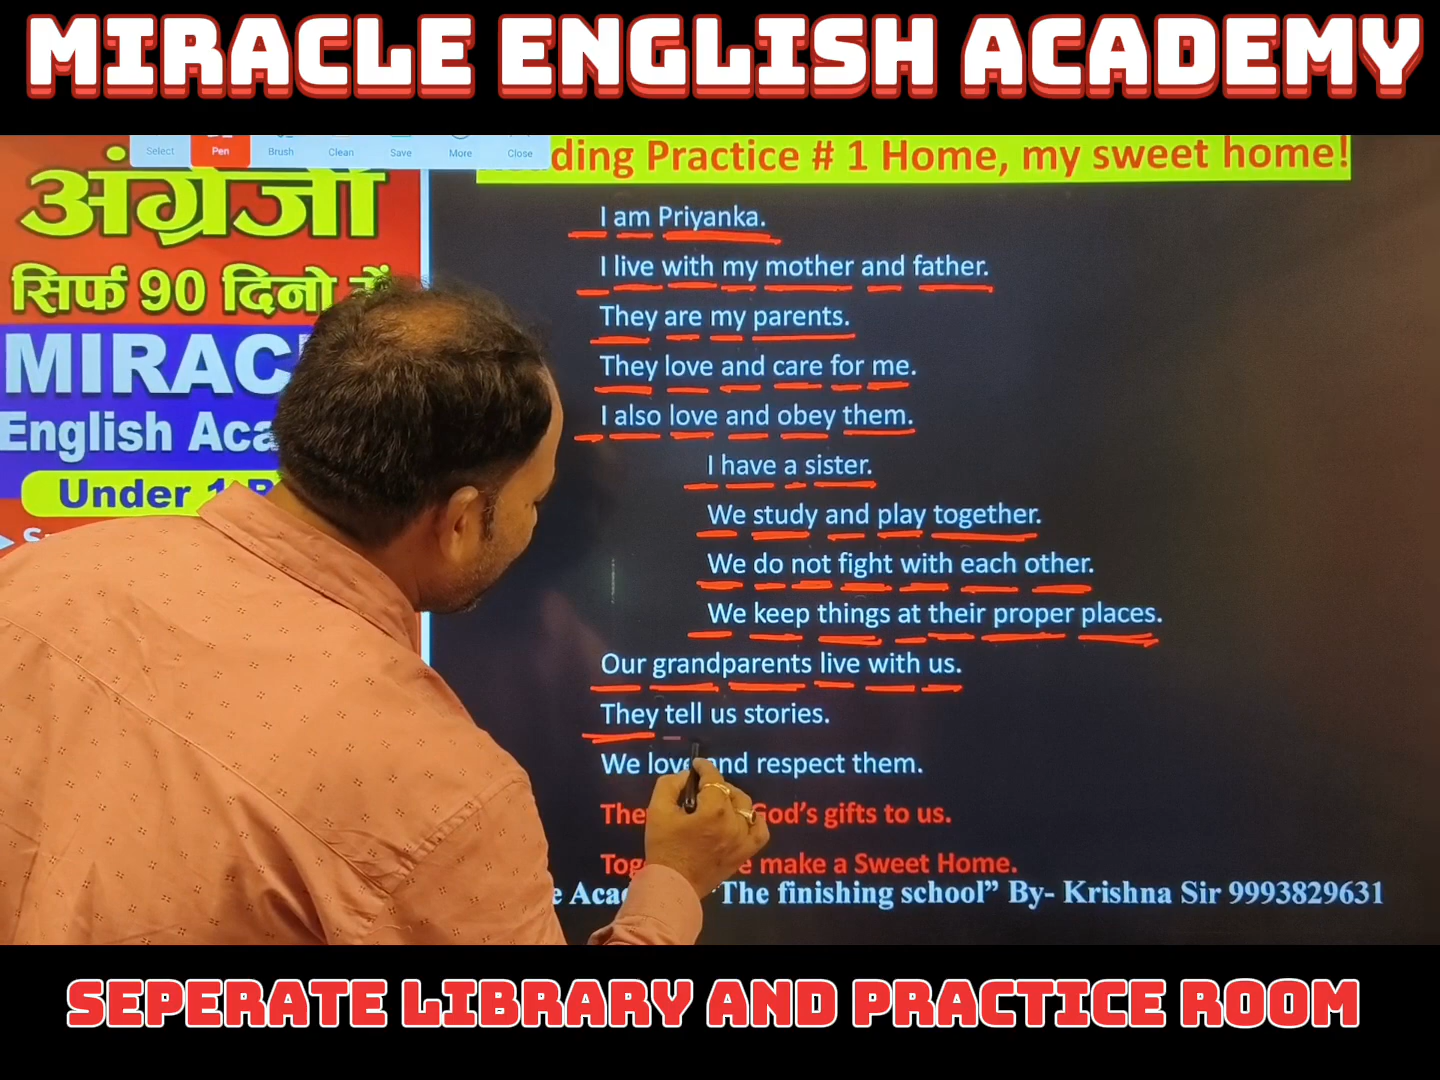 MIRACLE ENGLISH ACADEMY
Select Pen Brush Clean Save More Close
Practice # 1 Home, my sweet home!
अंग्रेजी
सिर्फ 90 दिनो में
MIRAC
English Aca
Under 1
I am Priyanka.
I live with my mother and father.
They are my parents.
They love and care for me.
I also love and obey them.
I have a sister.
We study and play together.
We do not fight with each other.
We keep things at their proper places.
Our grandparents live with us.
They tell us stories.
We love and respect them.
God's gifts to us.
make a Sweet Home.
"The finishing school" By- Krishna Sir 9993829631
SEPERATE LIBRARY AND PRACTICE ROOM